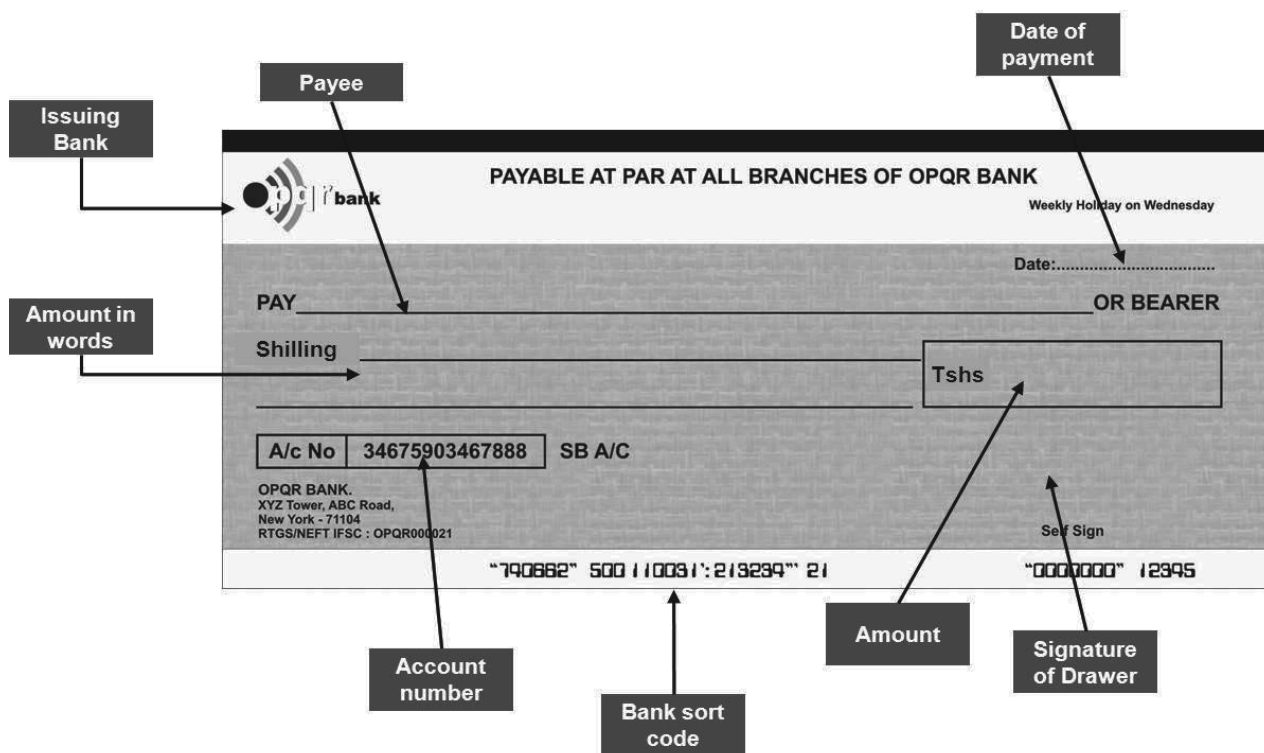 Date of
payment
Payee
Issuing
Bank
PAYABLE AT PAR AT ALL BRANCHES OF OPQR BANK
opqr bank
Weekly Holiday on Wednesday
Date:.................................
PAY OR BEARER
Amount in
words
Shilling
Tshs
A/c No 34675903467888 SB A/C
OPQR BANK.
XYZ Tower, ABC Road,
New York - 71104
RTGS/NEFT IFSC : OPQR000021
Self Sign
"740662" 500 110031':213234"' 21 "0000000" 12345
Amount
Signature
of Drawer
Account
number
Bank sort
code